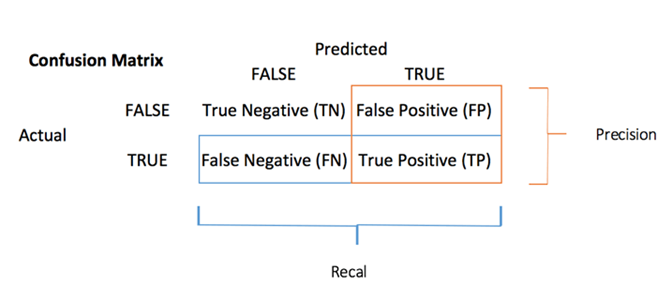 Predicted
Confusion Matrix
FALSE TRUE
FALSE True Negative (TN) False Positive (FP)
Actual Precision
TRUE False Negative (FN) True Positive (TP)
Recal